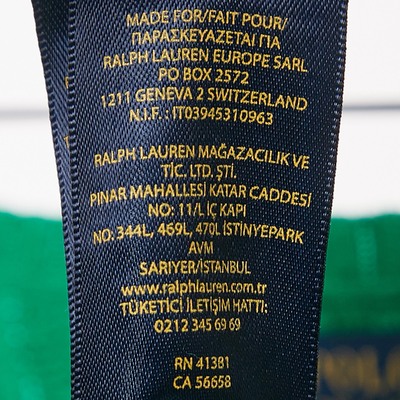 MADE FOR/FAIT POUR/
ΠΑΡΑΣΚΕΥΑΖΕΤΑΙ ΓΙΑ
RALPH LAUREN EUROPE SARL
PO BOX 2572
1211 GENEVA 2 SWITZERLAND
N.I.F. : IT03945310963
RALPH LAUREN MAĞAZACILIK VE
TİC. LTD. ŞTİ.
PINAR MAHALLESİ KATAR CADDESİ
NO: 11/L İÇ KAPI
NO. 344L, 469L, 470L İSTİNYEPARK
AVM
SARIYER/İSTANBUL
www.ralphlauren.com.tr
TÜKETİCİ İLETİŞİM HATTI:
0212 345 69 69
RN 41381
CA 56658
POLO